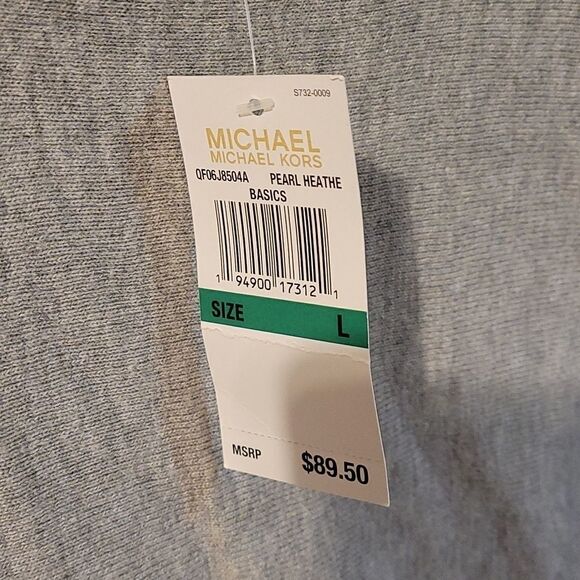 S732-0009
MICHAEL
MICHAEL KORS
QF06J8504A PEARL HEATHE
BASICS
1 94900 17312 1
SIZE L
MSRP $89.50